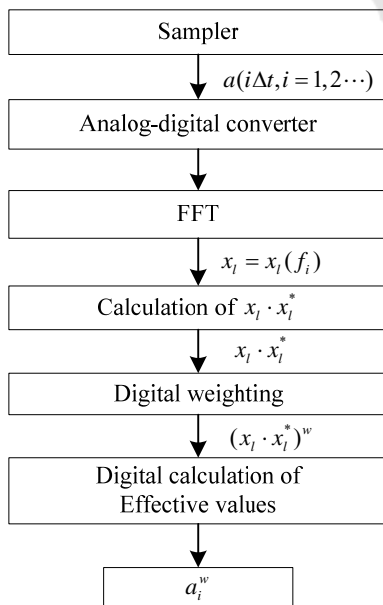 Sampler
a(iΔt, i = 1, 2⋯)
Analog-digital converter
FFT
x_l = x_l(f_i)
Calculation of x_l · x_l^*
x_l · x_l^*
Digital weighting
(x_l · x_l^*)^w
Digital calculation of
Effective values
a_i^w